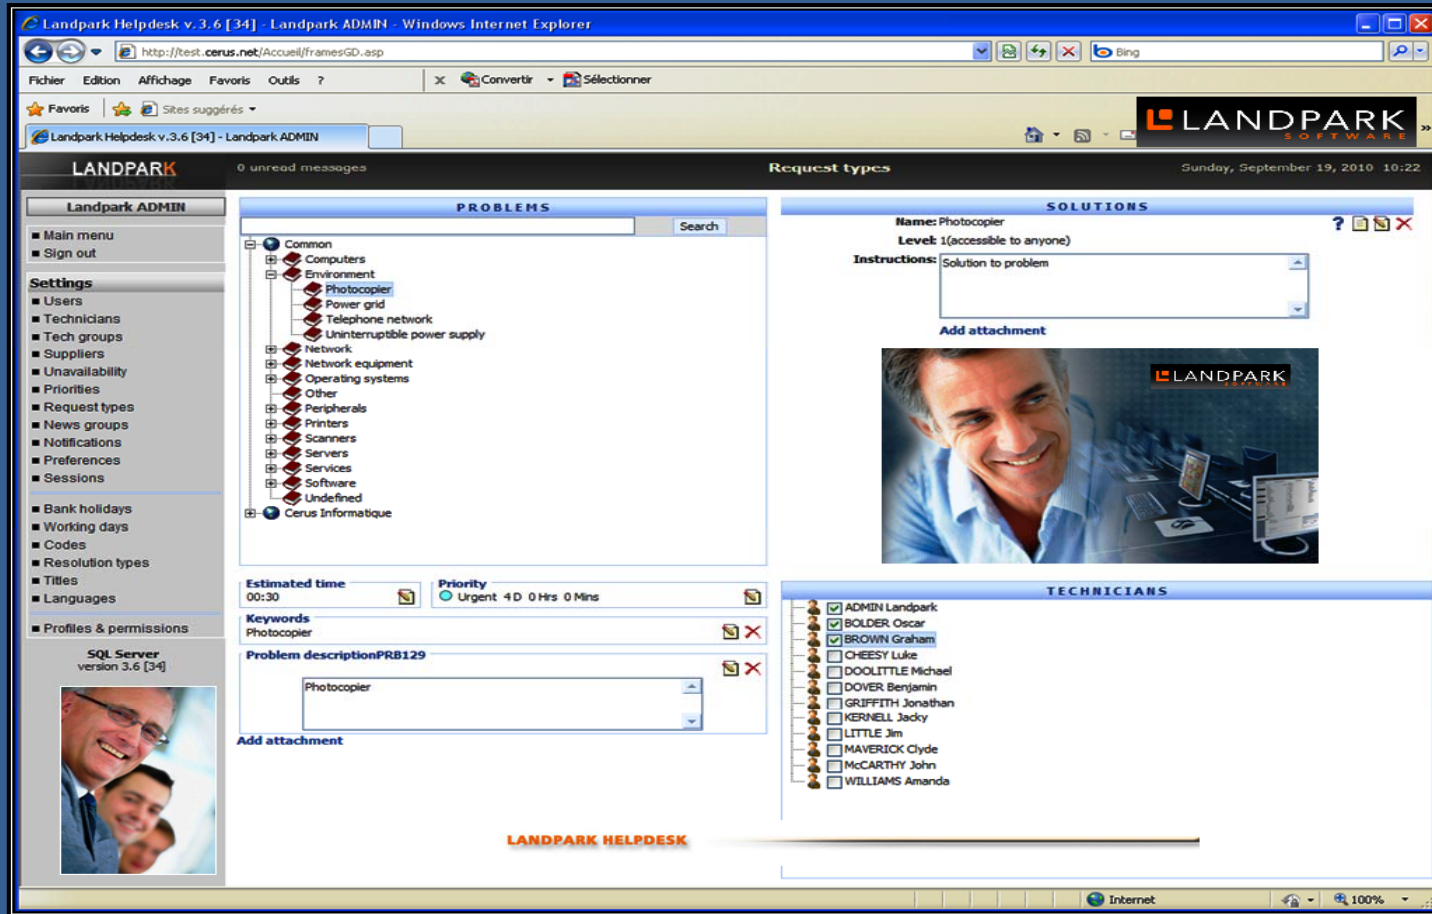 Landpark Helpdesk v.3.6 [34] - Landpark ADMIN - Windows Internet Explorer
http://test.cerus.net/Accueil/framesGD.asp
Bing
Fichier Edition Affichage Favoris Outils ?
x Convertir Sélectionner
Favoris Sites suggérés
Landpark Helpdesk v.3.6 [34] - Landpark ADMIN
LANDPARK
SOFTWARE
»
LANDPARK
0 unread messages
Request types
Sunday, September 19, 2010 10:22
Landpark ADMIN
Main menu
Sign out
Settings
Users
Technicians
Tech groups
Suppliers
Unavailability
Priorities
Request types
News groups
Notifications
Preferences
Sessions
Bank holidays
Working days
Codes
Resolution types
Titles
Languages
Profiles & permissions
SQL Server
version 3.6 [34]
PROBLEMS
Search
Common
Computers
Environment
Photocopier
Power grid
Telephone network
Uninterruptible power supply
Network
Network equipment
Operating systems
Other
Peripherals
Printers
Scanners
Servers
Services
Software
Undefined
Cerus Informatique
Estimated time
00:30
Priority
Urgent 4 D 0 Hrs 0 Mins
Keywords
Photocopier
Problem descriptionPRB129
Photocopier
Add attachment
SOLUTIONS
Name: Photocopier
?
Level: 1(accessible to anyone)
Instructions: Solution to problem
Add attachment
LANDPARK
SOFTWARE
TECHNICIANS
ADMIN Landpark
BOLDER Oscar
BROWN Graham
CHEESY Luke
DOOLITTLE Michael
DOVER Benjamin
GRIFFITH Jonathan
KERNELL Jacky
LITTLE Jim
MAVERICK Clyde
McCARTHY John
WILLIAMS Amanda
LANDPARK HELPDESK
Internet
100%